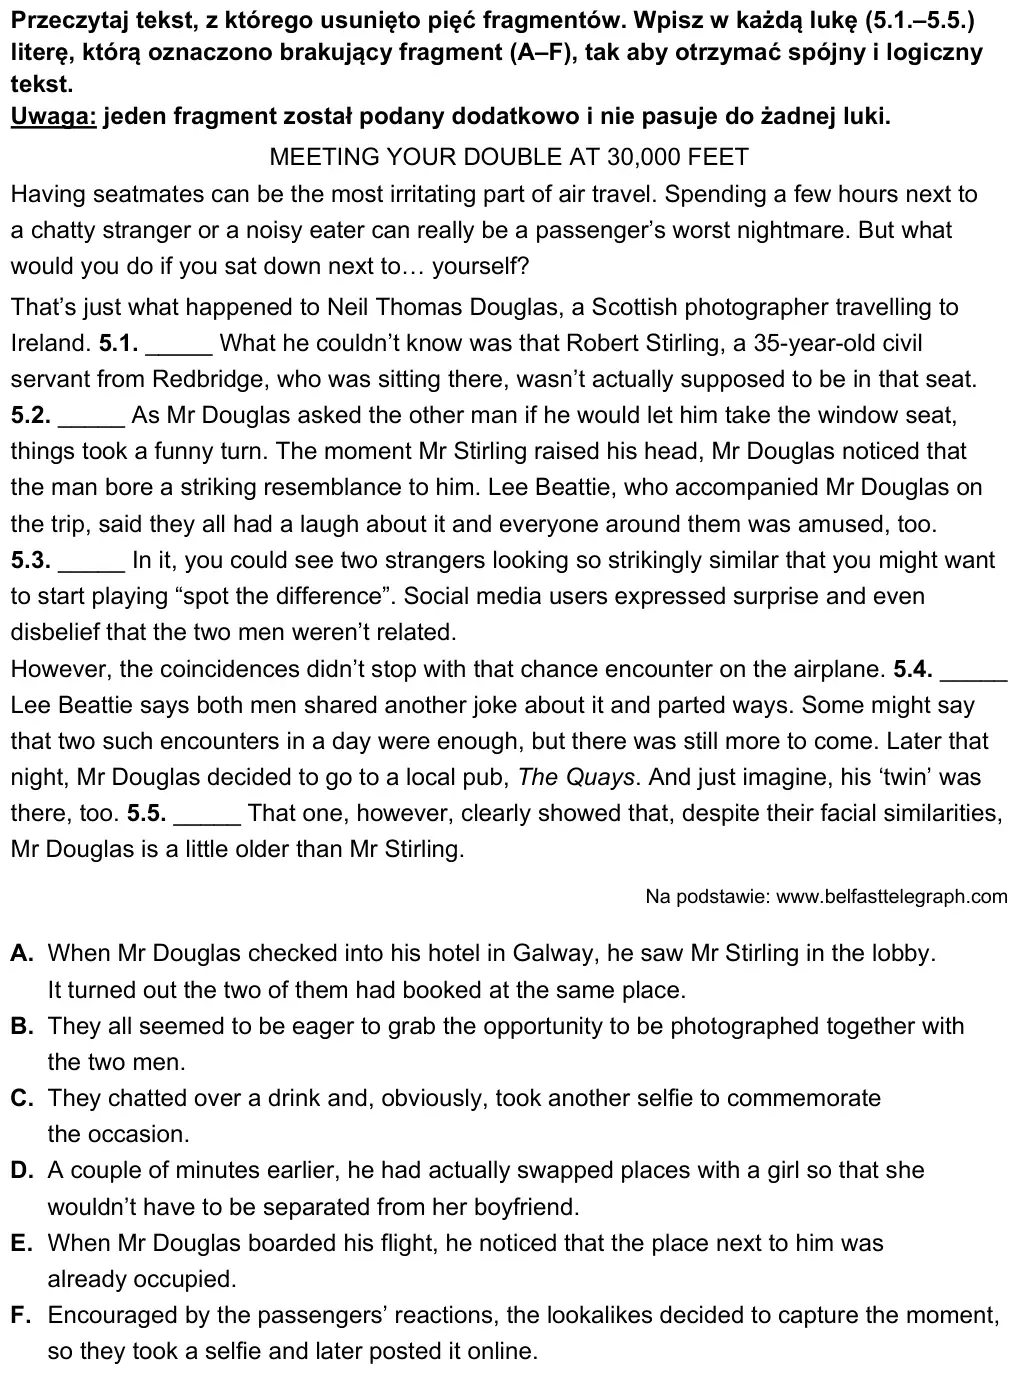 Przeczytaj tekst, z którego usunięto pięć fragmentów. Wpisz w każdą lukę (5.1.–5.5.)
literę, którą oznaczono brakujący fragment (A–F), tak aby otrzymać spójny i logiczny
tekst.
Uwaga: jeden fragment został podany dodatkowo i nie pasuje do żadnej luki.
MEETING YOUR DOUBLE AT 30,000 FEET
Having seatmates can be the most irritating part of air travel. Spending a few hours next to
a chatty stranger or a noisy eater can really be a passenger’s worst nightmare. But what
would you do if you sat down next to… yourself?
That’s just what happened to Neil Thomas Douglas, a Scottish photographer travelling to
Ireland. 5.1. _____ What he couldn’t know was that Robert Stirling, a 35-year-old civil
servant from Redbridge, who was sitting there, wasn’t actually supposed to be in that seat.
5.2. _____ As Mr Douglas asked the other man if he would let him take the window seat,
things took a funny turn. The moment Mr Stirling raised his head, Mr Douglas noticed that
the man bore a striking resemblance to him. Lee Beattie, who accompanied Mr Douglas on
the trip, said they all had a laugh about it and everyone around them was amused, too.
5.3. _____ In it, you could see two strangers looking so strikingly similar that you might want
to start playing “spot the difference”. Social media users expressed surprise and even
disbelief that the two men weren’t related.
However, the coincidences didn’t stop with that chance encounter on the airplane. 5.4. _____
Lee Beattie says both men shared another joke about it and parted ways. Some might say
that two such encounters in a day were enough, but there was still more to come. Later that
night, Mr Douglas decided to go to a local pub, The Quays. And just imagine, his ‘twin’ was
there, too. 5.5. _____ That one, however, clearly showed that, despite their facial similarities,
Mr Douglas is a little older than Mr Stirling.
Na podstawie: www.belfasttelegraph.com
A. When Mr Douglas checked into his hotel in Galway, he saw Mr Stirling in the lobby.
It turned out the two of them had booked at the same place.
B. They all seemed to be eager to grab the opportunity to be photographed together with
the two men.
C. They chatted over a drink and, obviously, took another selfie to commemorate
the occasion.
D. A couple of minutes earlier, he had actually swapped places with a girl so that she
wouldn’t have to be separated from her boyfriend.
E. When Mr Douglas boarded his flight, he noticed that the place next to him was
already occupied.
F. Encouraged by the passengers’ reactions, the lookalikes decided to capture the moment,
so they took a selfie and later posted it online.